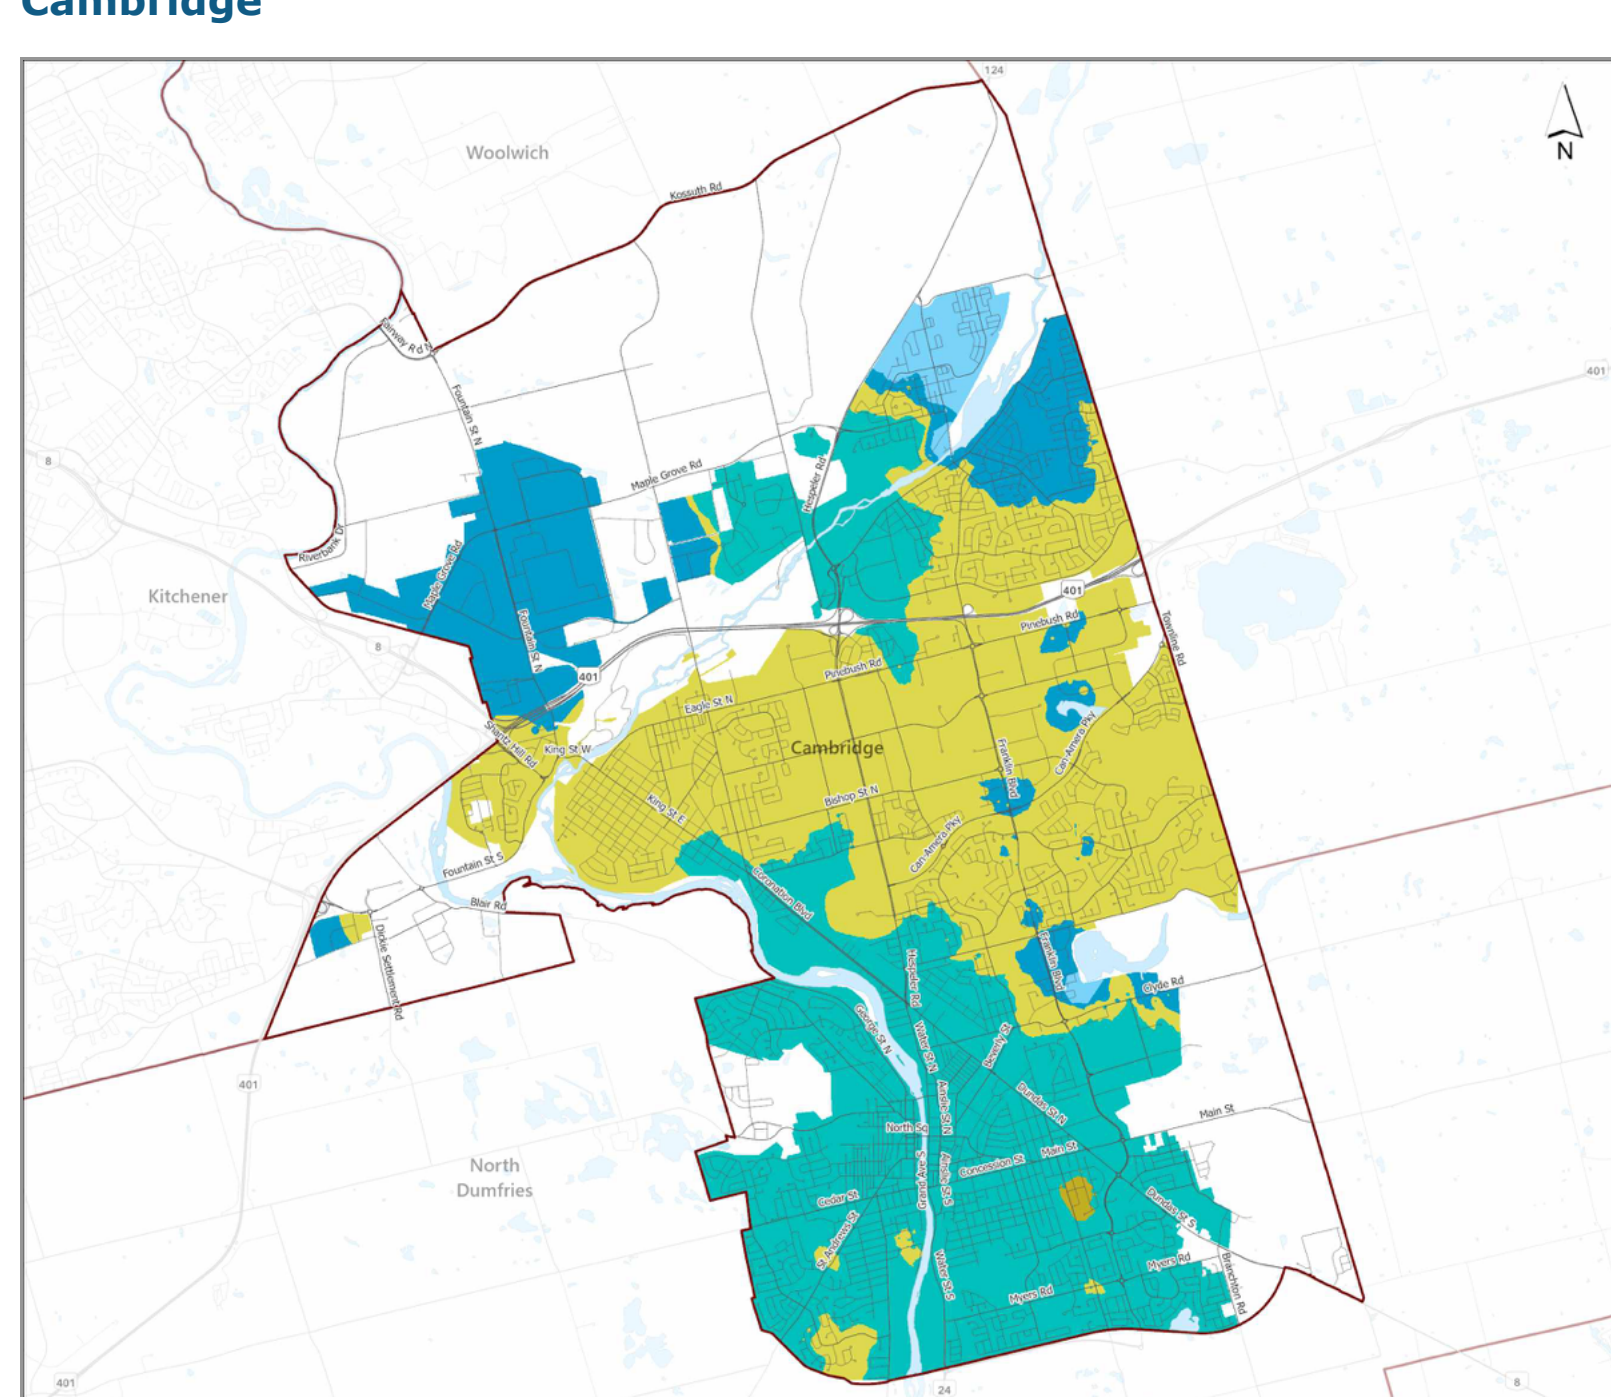 Cambridge
124
Woolwich
N
Kossuth Rd
Fairway Rd N
401
Fountain St N
8
Maple Grove Rd
Hespeler Rd
Riverbank Dr
Maple Grove Rd
Kitchener
401
Pinebush Rd
Fountain St N
Townline Rd
8
Pinebush Rd
401
Eagle St N
Shantz Hill Rd
King St W
Cambridge
Can-Amera Pky
Franklin Blvd
King St E
Bishop St N
Can-Amera Pky
Fountain St S
Coronation Blvd
Blair Rd
Dickie Settlement Rd
Hespeler Rd
Franklin Blvd
Clyde Rd
George St N
Water St N
Beverly St
401
Ainslie St N
Dundas St N
Main St
North Sq
Main St
North
Dumfries
Concession St
Grand Ave S
Ainslie St S
Cedar St
St Andrews St
Dundas St S
Water St S
Myers Rd
Branchton Rd
Myers Rd
401
24
8